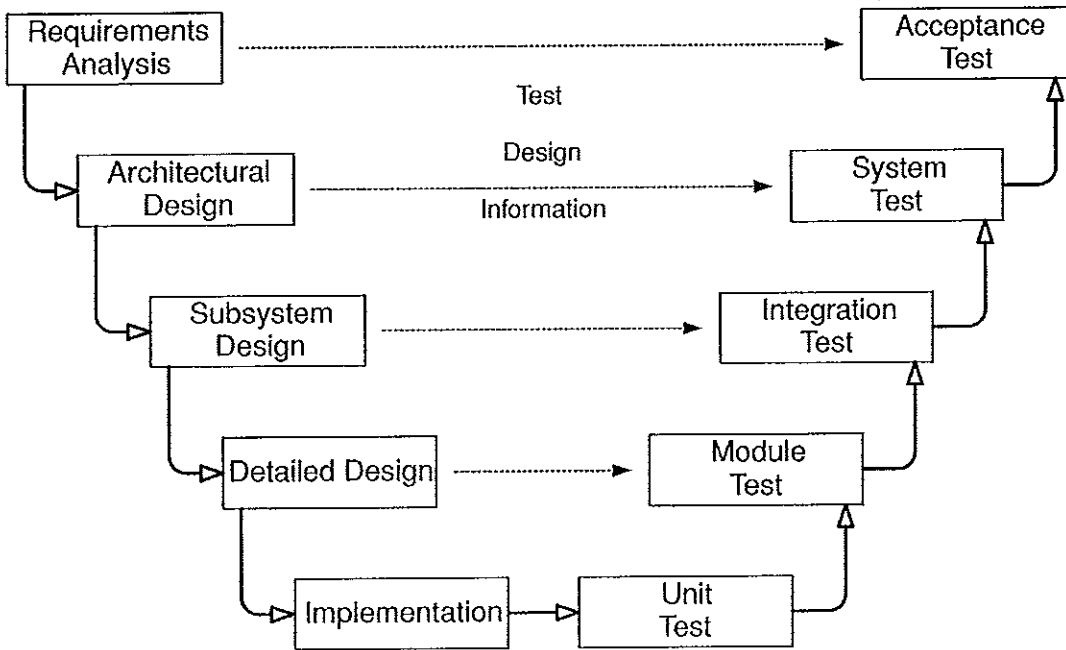 Requirements
Analysis
Acceptance
Test
Test
Design
Information
Architectural
Design
System
Test
Subsystem
Design
Integration
Test
Detailed Design
Module
Test
Implementation
Unit
Test